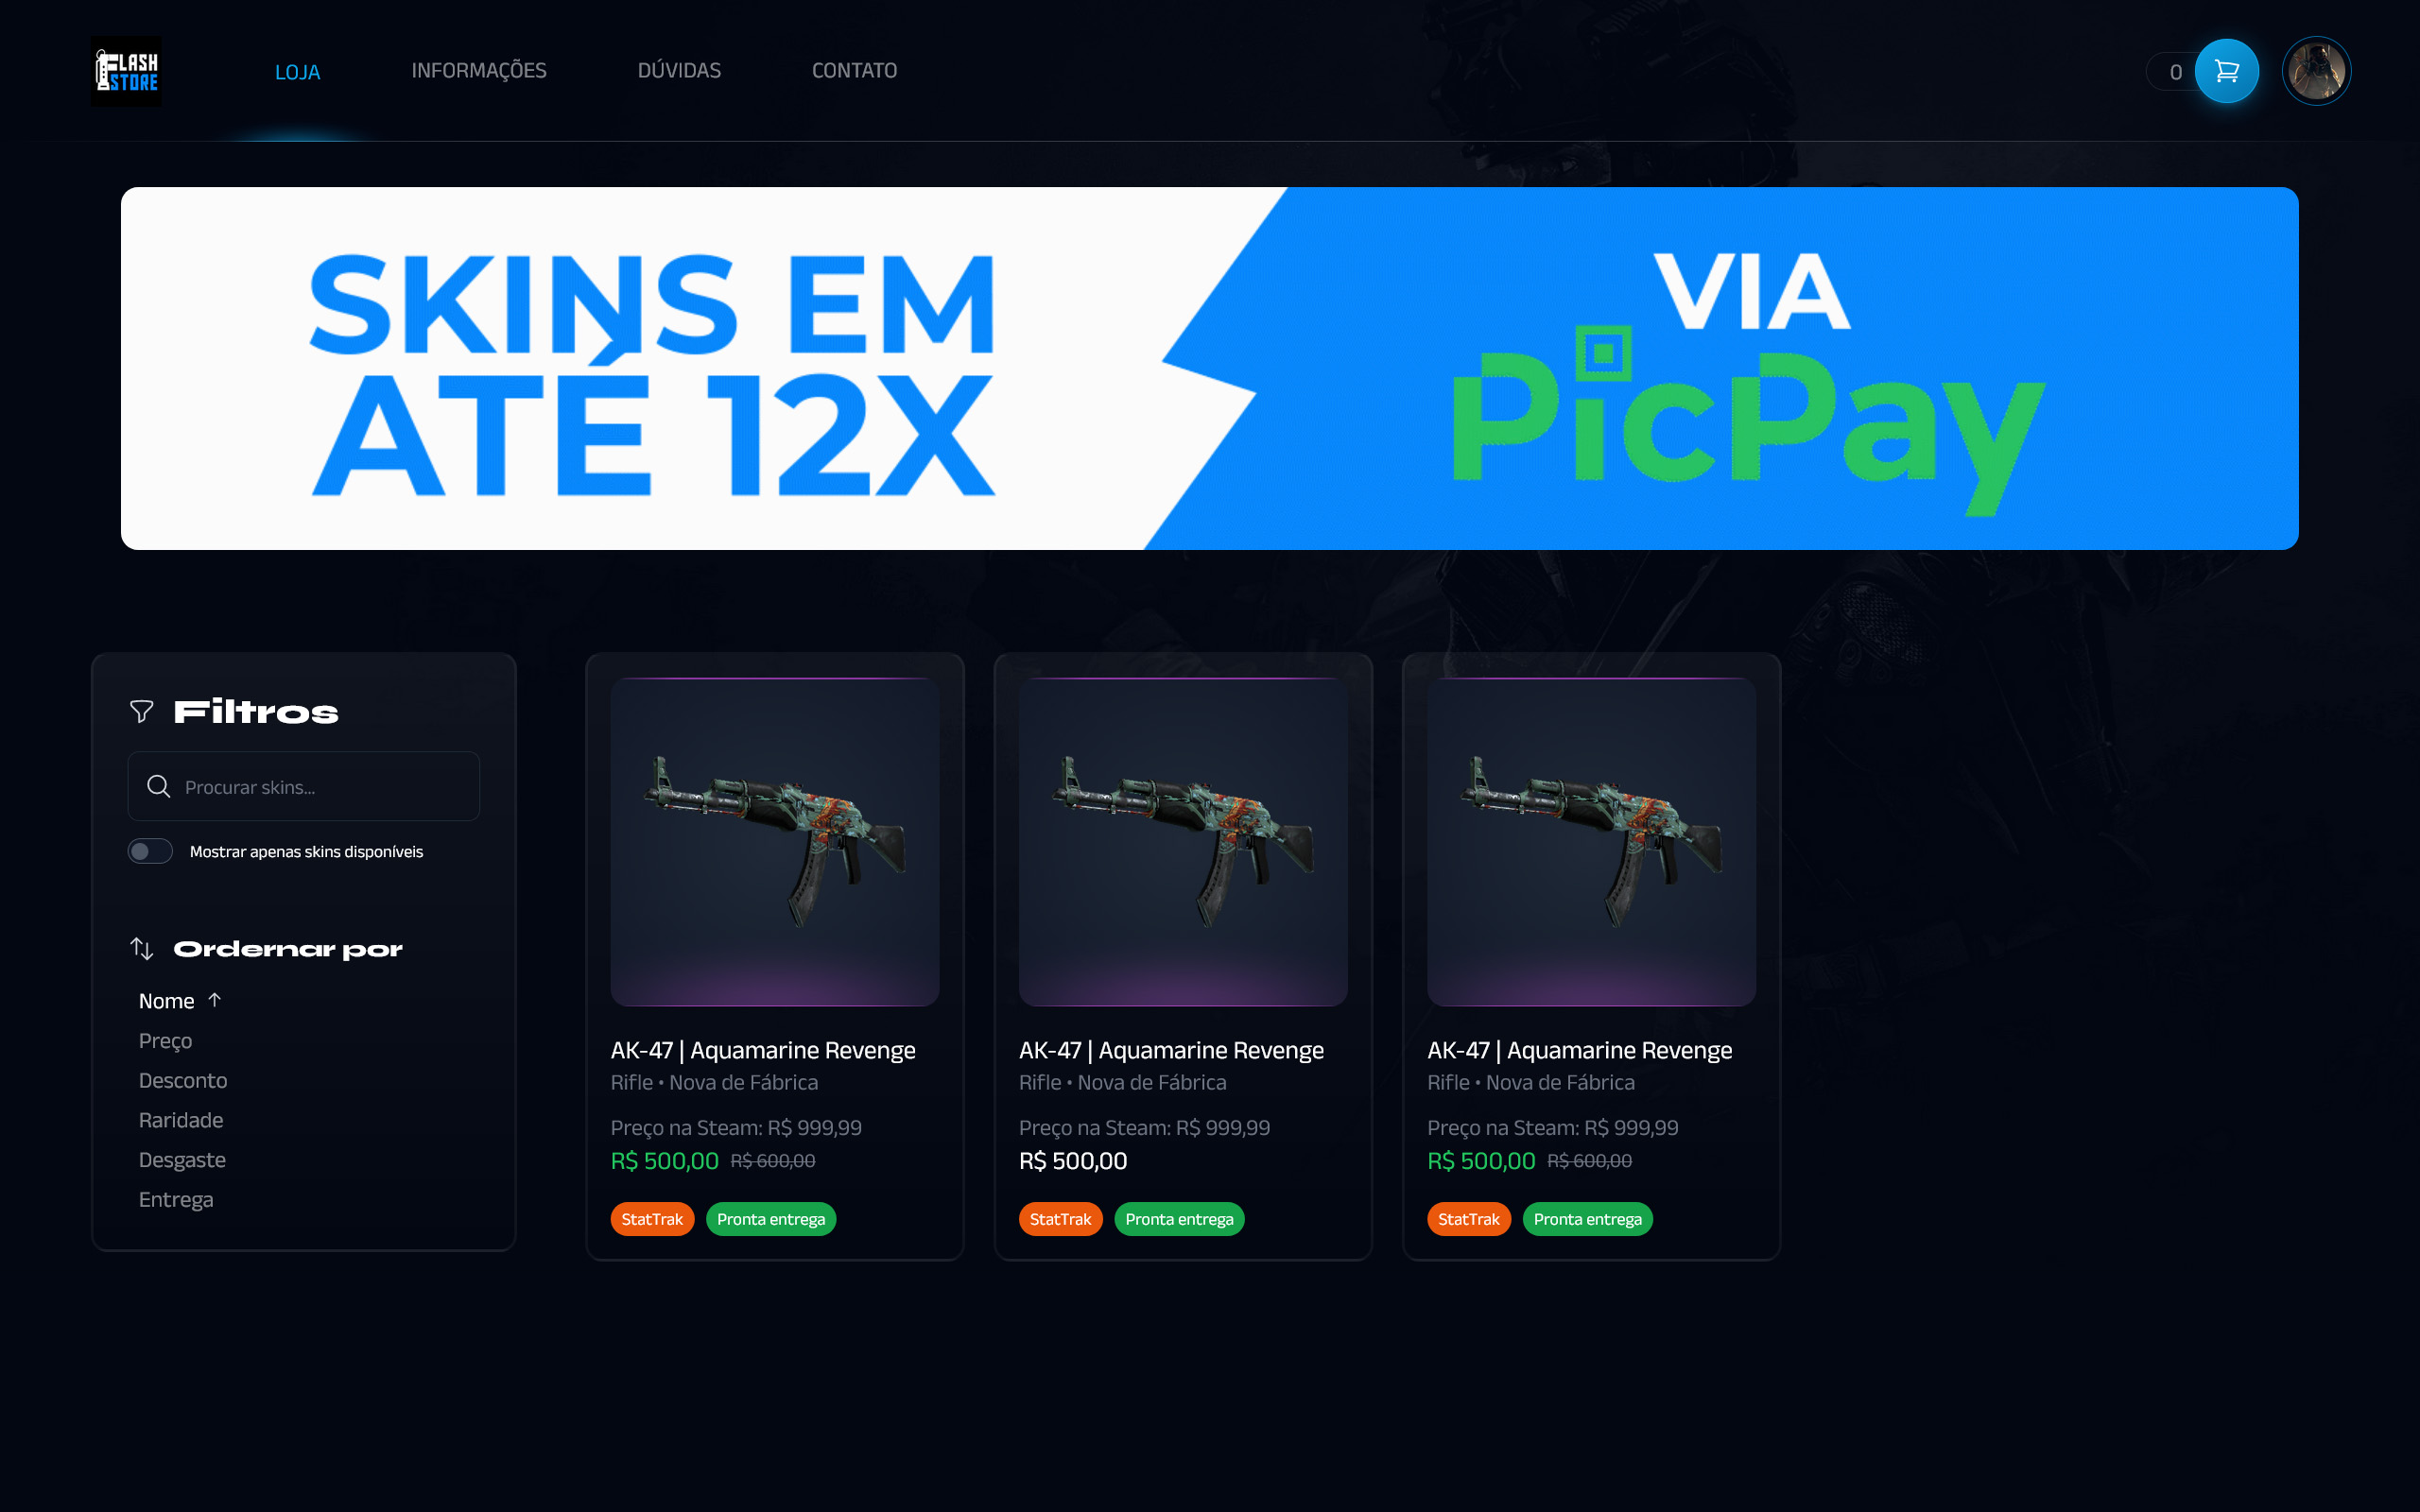 FLASH
STORE
LOJA
INFORMAÇÕES
DÚVIDAS
CONTATO
0
SKINS EM
ATÉ 12X
VIA
PicPay
Filtros
Procurar skins...
Mostrar apenas skins disponíveis
Ordernar por
Nome ↑
Preço
Desconto
Raridade
Desgaste
Entrega
AK-47 | Aquamarine Revenge
Rifle • Nova de Fábrica
Preço na Steam: R$ 999,99
R$ 500,00 R$ 600,00
StatTrak Pronta entrega
AK-47 | Aquamarine Revenge
Rifle • Nova de Fábrica
Preço na Steam: R$ 999,99
R$ 500,00
StatTrak Pronta entrega
AK-47 | Aquamarine Revenge
Rifle • Nova de Fábrica
Preço na Steam: R$ 999,99
R$ 500,00 R$ 600,00
StatTrak Pronta entrega